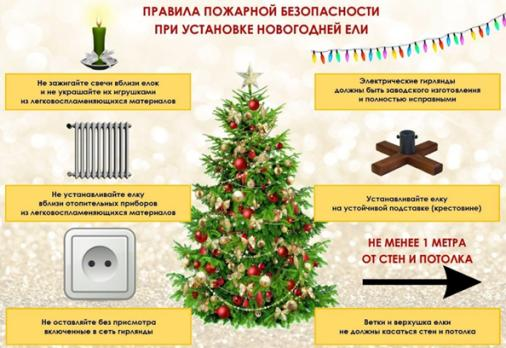 ПРАВИЛА ПОЖАРНОЙ БЕЗОПАСНОСТИ
ПРИ УСТАНОВКЕ НОВОГОДНЕЙ ЕЛИ
Не зажигайте свечи вблизи елок
и не украшайте их игрушками
из легковоспламеняющихся материалов
Электрические гирлянды
должны быть заводского изготовления
и полностью исправными
Не устанавливайте елку
вблизи отопительных приборов
из легковоспламеняющихся материалов
Устанавливайте елку
на устойчивой подставке (крестовине)
НЕ МЕНЕЕ 1 МЕТРА
ОТ СТЕН И ПОТОЛКА
Не оставляйте без присмотра
включенные в сеть гирлянды
Ветки и верхушка елки
не должны касаться стен и потолка